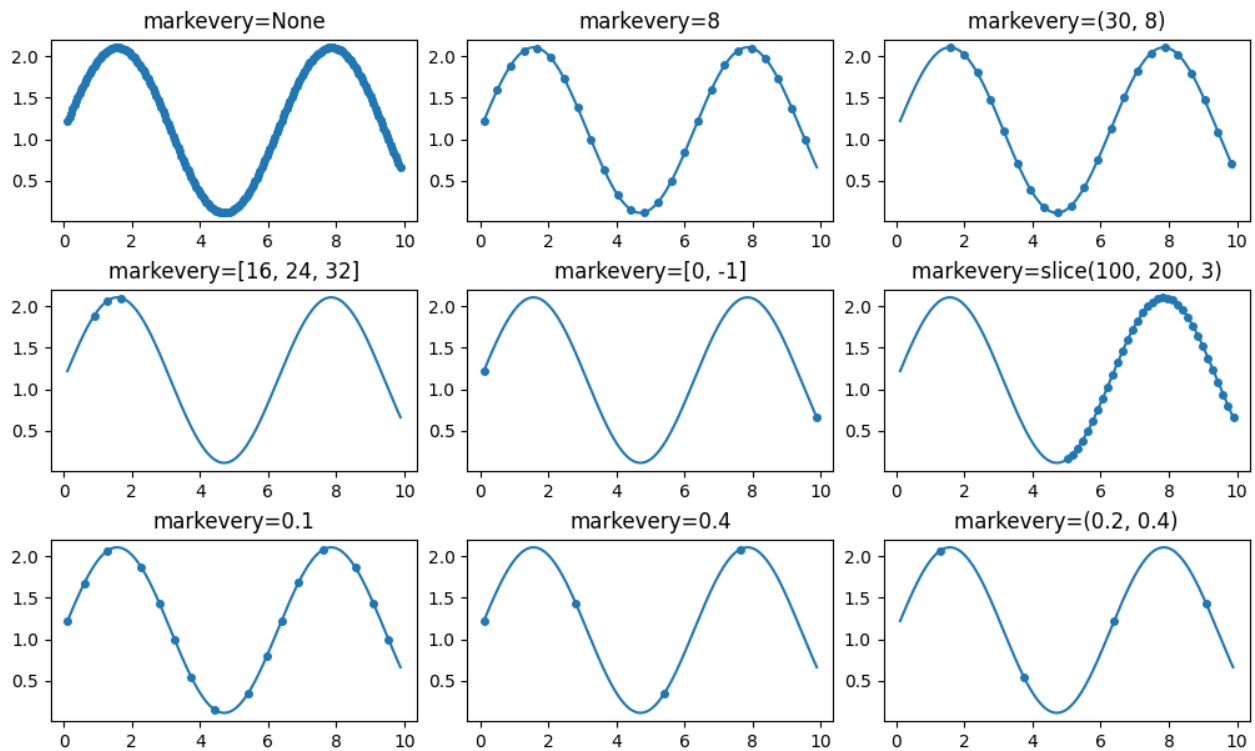 markevery=None markevery=8 markevery=(30, 8)
2.0 2.0 2.0
1.5 1.5 1.5
1.0 1.0 1.0
0.5 0.5 0.5
0 2 4 6 8 10 0 2 4 6 8 10 0 2 4 6 8 10
markevery=[16, 24, 32] markevery=[0, -1] markevery=slice(100, 200, 3)
2.0 2.0 2.0
1.5 1.5 1.5
1.0 1.0 1.0
0.5 0.5 0.5
0 2 4 6 8 10 0 2 4 6 8 10 0 2 4 6 8 10
markevery=0.1 markevery=0.4 markevery=(0.2, 0.4)
2.0 2.0 2.0
1.5 1.5 1.5
1.0 1.0 1.0
0.5 0.5 0.5
0 2 4 6 8 10 0 2 4 6 8 10 0 2 4 6 8 10